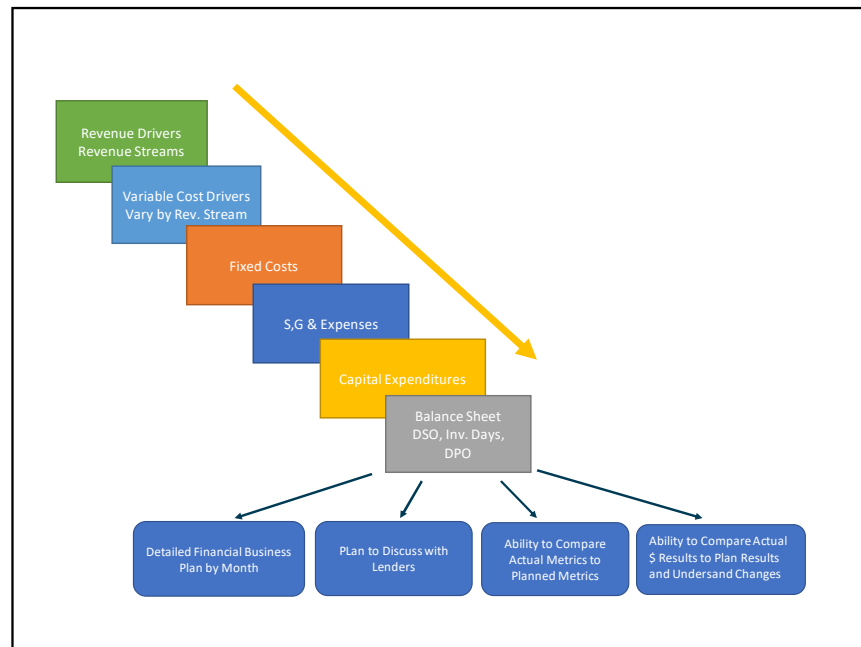 Revenue Drivers
Revenue Streams
Variable Cost Drivers
Vary by Rev. Stream
Fixed Costs
S,G & Expenses
Capital Expenditures
Balance Sheet
DSO, Inv. Days,
DPO
Detailed Financial Business
Plan by Month
PLan to Discuss with
Lenders
Ability to Compare
Actual Metrics to
Planned Metrics
Ability to Compare Actual
$ Results to Plan Results
and Undersand Changes